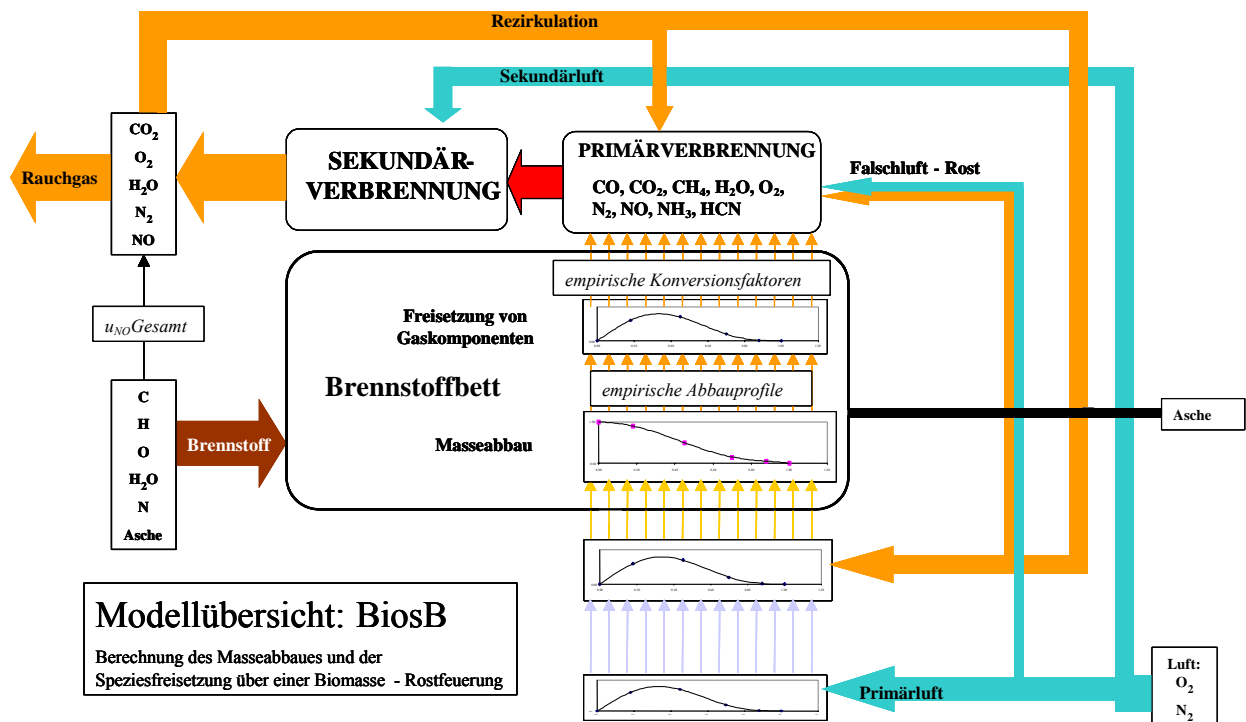 Rezirkulation
Sekundärluft
CO₂
O₂
H₂O
N₂
NO
Rauchgas
SEKUNDÄR-
VERBRENNUNG
PRIMÄRVERBRENNUNG
CO, CO₂, CH₄, H₂O, O₂,
N₂, NO, NH₃, HCN
Falschluft - Rost
empirische Konversionsfaktoren
u_NO Gesamt
Freisetzung von
Gaskomponenten
Brennstoffbett
empirische Abbauprofile
C
H
O
H₂O
N
Asche
Brennstoff
Masseabbau
Asche
Modellübersicht: BiosB
Berechnung des Masseabbaues und der
Speziesfreisetzung über einer Biomasse - Rostfeuerung
Primärluft
Luft:
O₂
N₂